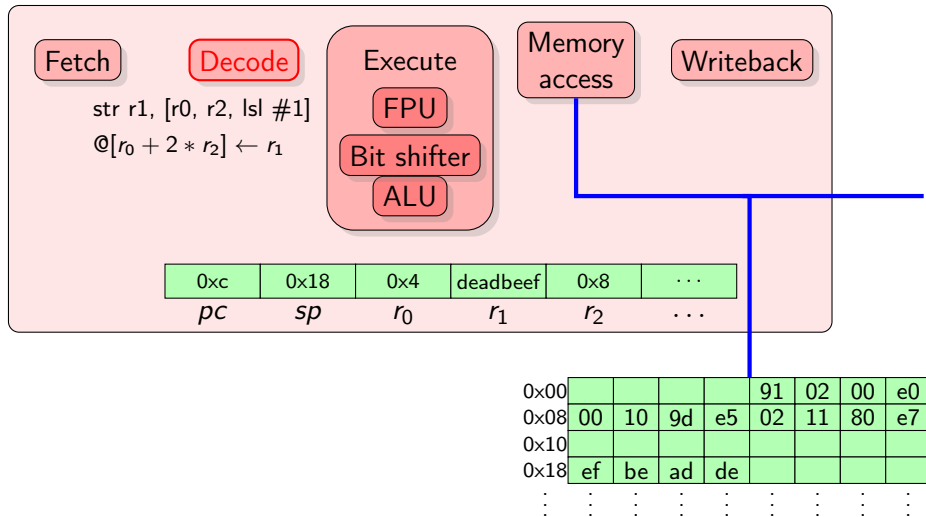 Fetch Decode Execute Memory access Writeback
str r1, [r0, r2, lsl #1]
@[r₀ + 2 * r₂] ← r₁
FPU
Bit shifter
ALU
0xc 0x18 0x4 deadbeef 0x8 ...
pc sp r₀ r₁ r₂ ...
0x00 91 02 00 e0
0x08 00 10 9d e5 02 11 80 e7
0x10
0x18 ef be ad de